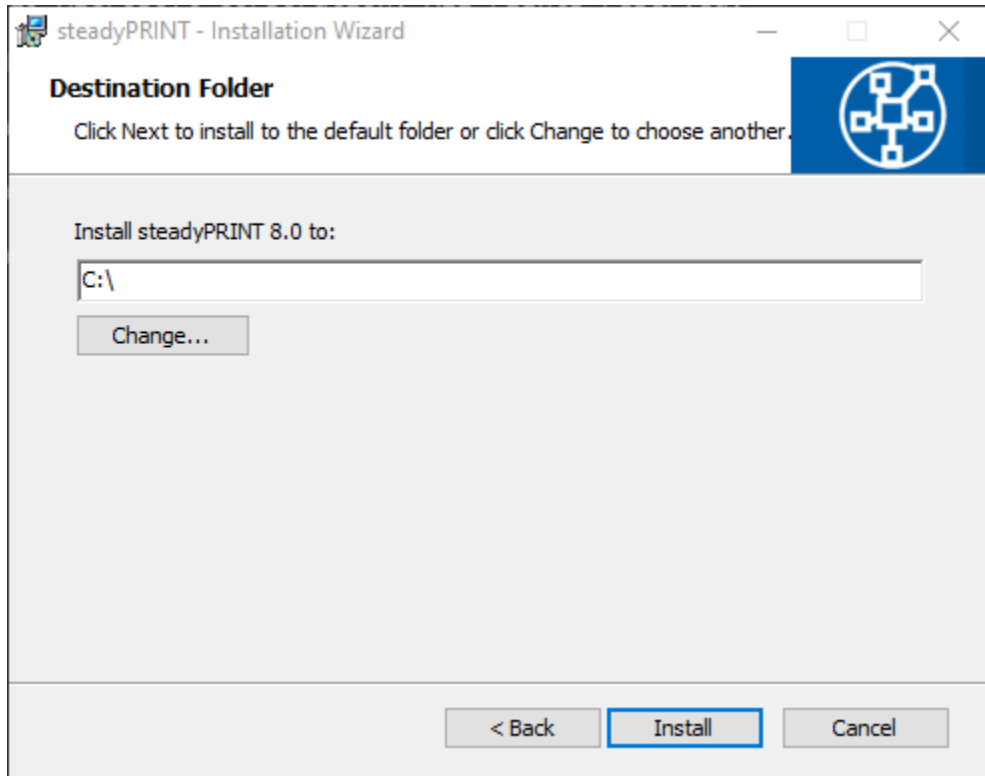 steadyPRINT - Installation Wizard
Destination Folder
Click Next to install to the default folder or click Change to choose another.
Install steadyPRINT 8.0 to:
C:\
Change...
< Back
Install
Cancel